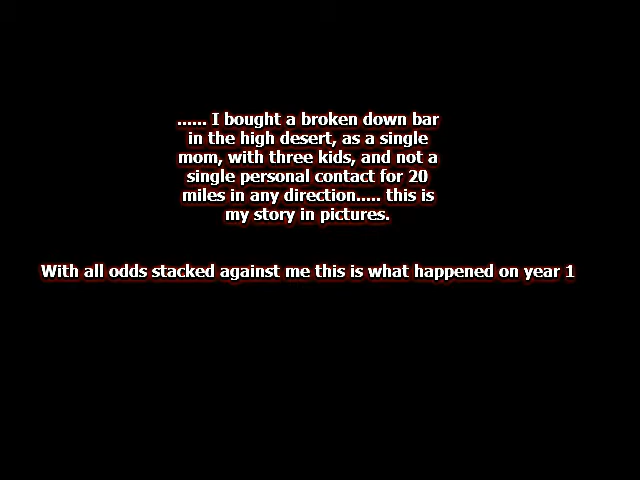 ...... I bought a broken down bar
in the high desert, as a single
mom, with three kids, and not a
single personal contact for 20
miles in any direction..... this is
my story in pictures.
With all odds stacked against me this is what happened on year 1